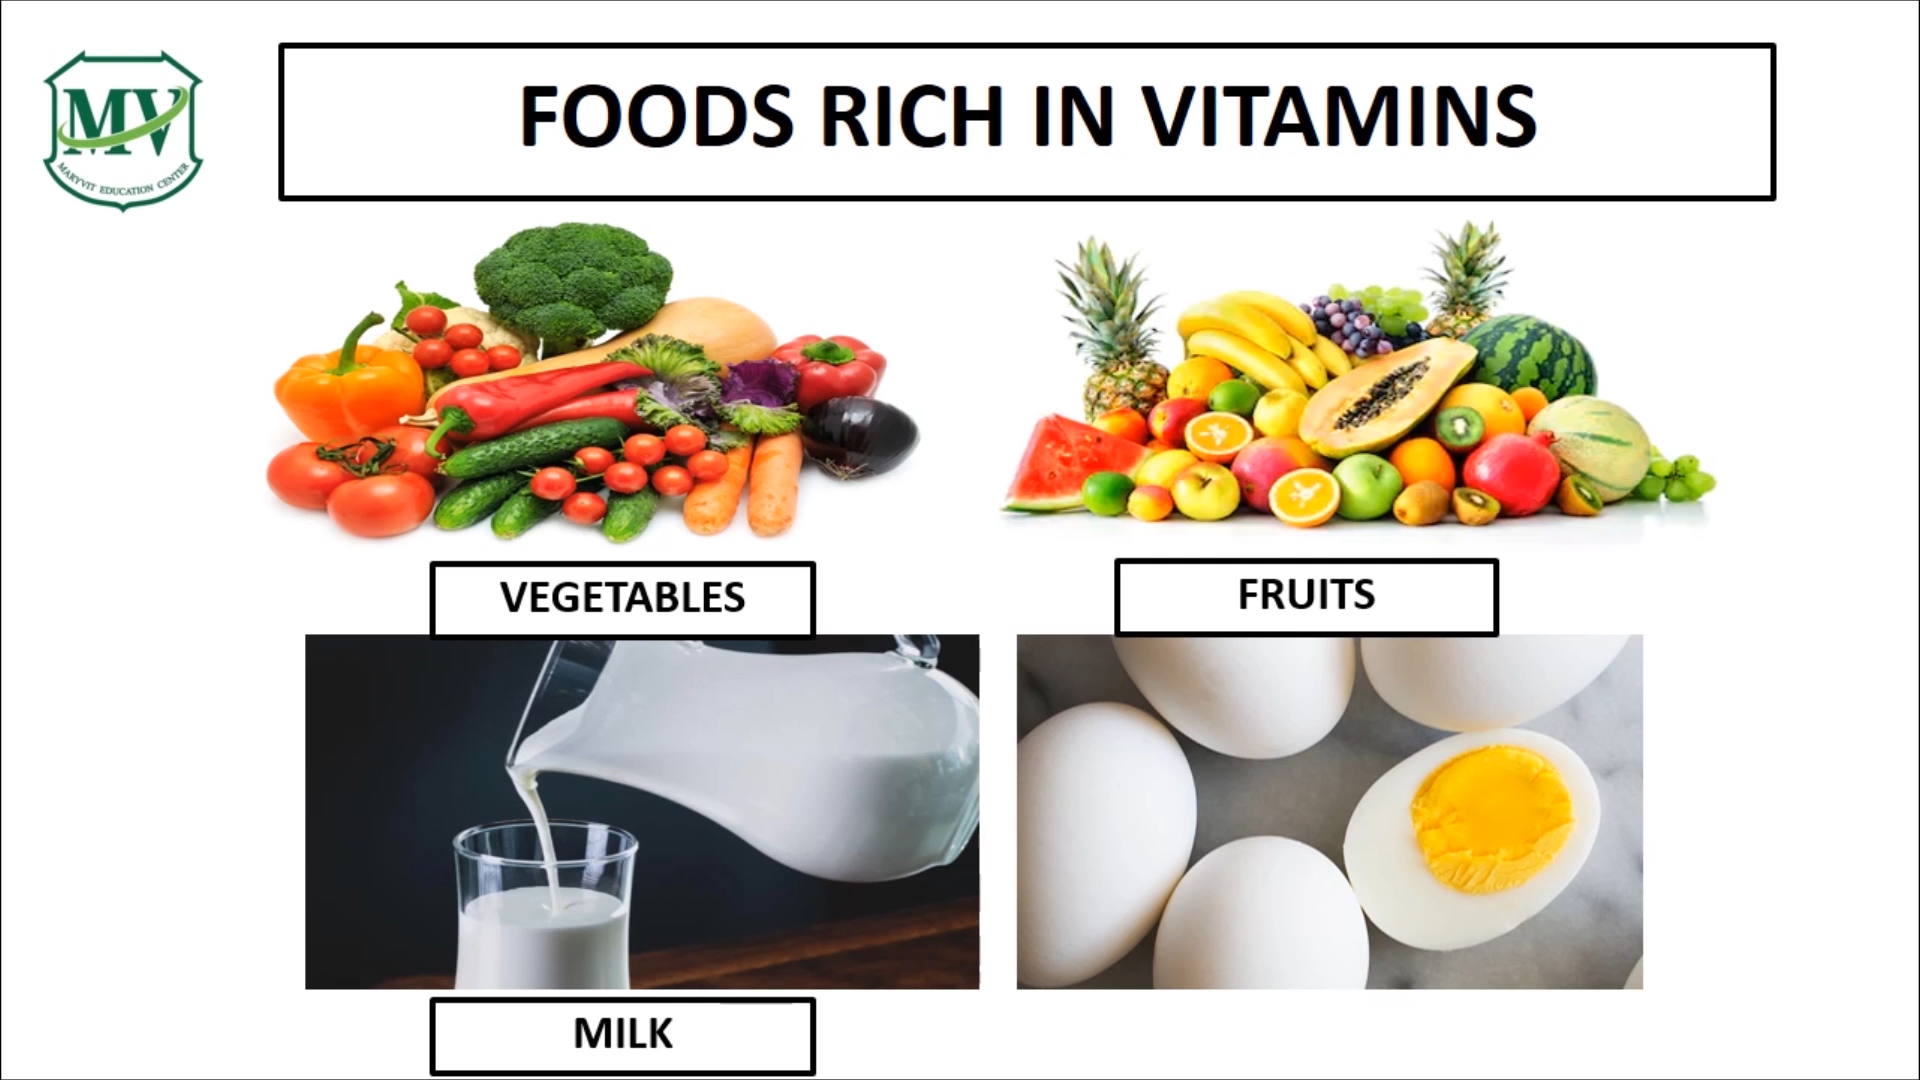 MV
MARYVIT EDUCATION CENTER
FOODS RICH IN VITAMINS
VEGETABLES
FRUITS
MILK